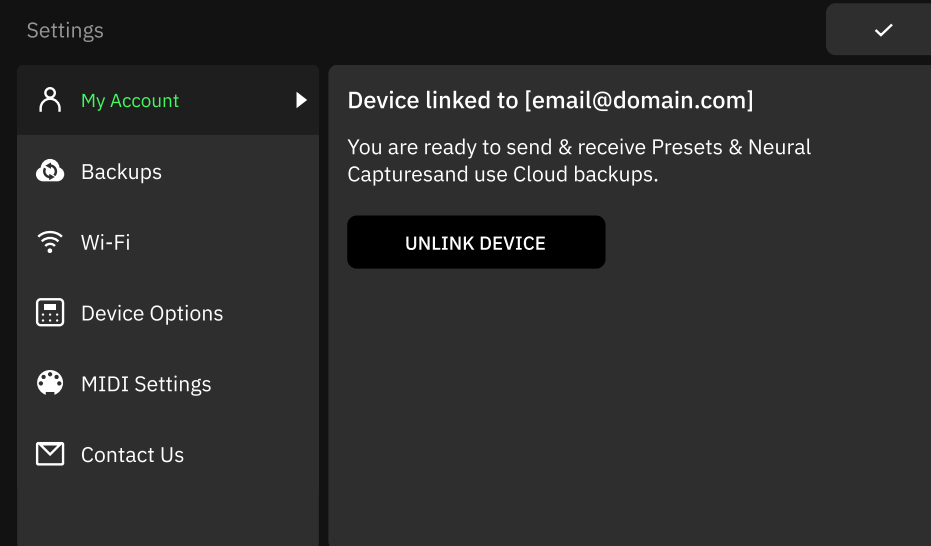 Settings
My Account
Backups
Wi-Fi
Device Options
MIDI Settings
Contact Us
Device linked to [email@domain.com]
You are ready to send & receive Presets & Neural
Capturesand use Cloud backups.
UNLINK DEVICE